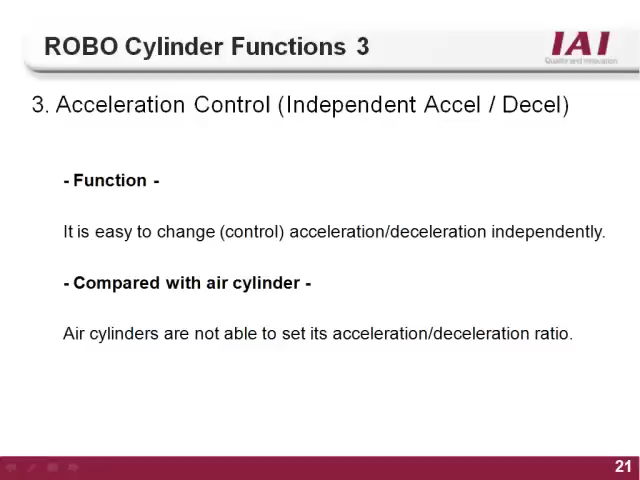 ROBO Cylinder Functions 3
IAI
Quality and Innovation
3. Acceleration Control (Independent Accel / Decel)
- Function -
It is easy to change (control) acceleration/deceleration independently.
- Compared with air cylinder -
Air cylinders are not able to set its acceleration/deceleration ratio.
21